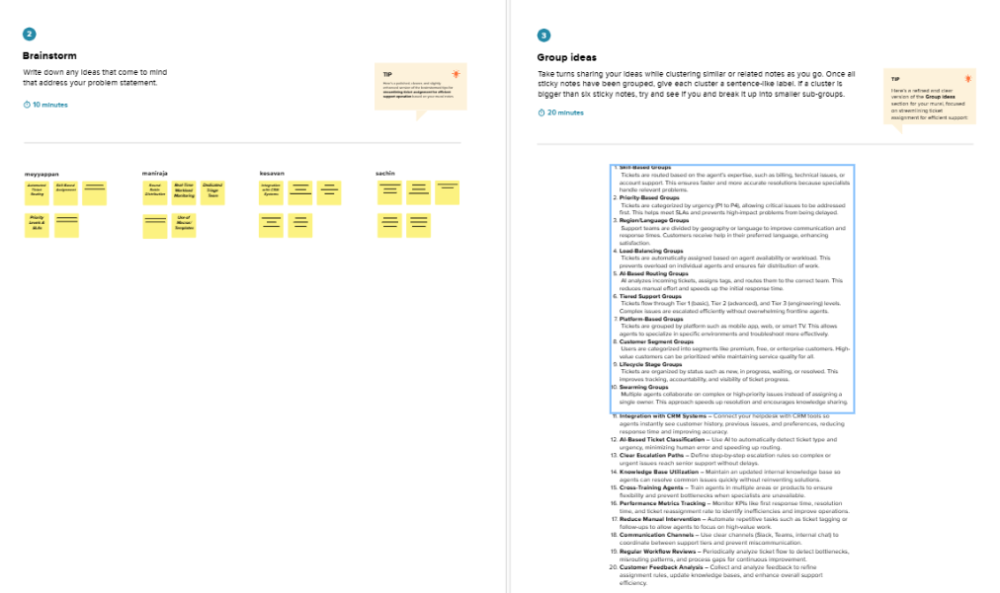 2
Brainstorm
Write down any ideas that come to mind
that address your problem statement.
10 minutes
TIP
Here's a polished, clearer, and slightly
enhanced version of the brainstormed tips for
streamlining ticket assignment for efficient
support operation based on your mural notes.
meyyappan
maniraja
kesavan
sachin
Automated
Ticket
Routing
Skill-Based
Assignment
Round
Robin
Distribution
Real-Time
Workload
Monitoring
Dedicated
Triage
Team
Integration
with CRM
Systems
Priority
Levels &
SLAs
Use of
Macros/
Templates
3
Group ideas
Take turns sharing your ideas while clustering similar or related notes as you go. Once all
sticky notes have been grouped, give each cluster a sentence-like label. If a cluster is
bigger than six sticky notes, try and see if you and break it up into smaller sub-groups.
20 minutes
TIP
Here's a refined and clear
version of the Group ideas
section for your mural, focused
on streamlining ticket
assignment for efficient support:
1. Skill-Based Groups
Tickets are routed based on the agent's expertise, such as billing, technical issues, or
account support. This ensures faster and more accurate resolutions because specialists
handle relevant problems.
2. Priority-Based Groups
Tickets are categorized by urgency (P1 to P4), allowing critical issues to be addressed
first. This helps meet SLAs and prevents high-impact problems from being delayed.
3. Region/Language Groups
Support teams are divided by geography or language to improve communication and
response times. Customers receive help in their preferred language, enhancing
satisfaction.
4. Load-Balancing Groups
Tickets are automatically assigned based on agent availability or workload. This
prevents overload on individual agents and ensures fair distribution of work.
5. AI-Based Routing Groups
AI analyzes incoming tickets, assigns tags, and routes them to the correct team. This
reduces manual effort and speeds up the initial response time.
6. Tiered Support Groups
Tickets flow through Tier 1 (basic), Tier 2 (advanced), and Tier 3 (engineering) levels.
Complex issues are escalated efficiently without overwhelming frontline agents.
7. Platform-Based Groups
Tickets are grouped by platform such as mobile app, web, or smart TV. This allows
agents to specialize in specific environments and troubleshoot more effectively.
8. Customer Segment Groups
Users are categorized into segments like premium, free, or enterprise customers. High-
value customers can be prioritized while maintaining service quality for all.
9. Lifecycle Stage Groups
Tickets are organized by status such as new, in progress, waiting, or resolved. This
improves tracking, accountability, and visibility of ticket progress.
10. Swarming Groups
Multiple agents collaborate on complex or high-priority issues instead of assigning a
single owner. This approach speeds up resolution and encourages knowledge sharing.
11. Integration with CRM Systems – Connect your helpdesk with CRM tools so
agents instantly see customer history, previous issues, and preferences, reducing
response time and improving accuracy.
12. AI-Based Ticket Classification – Use AI to automatically detect ticket type and
urgency, minimizing human error and speeding up routing.
13. Clear Escalation Paths – Define step-by-step escalation rules so complex or
urgent issues reach senior support without delays.
14. Knowledge Base Utilization – Maintain an updated internal knowledge base so
agents can resolve common issues quickly without reinventing solutions.
15. Cross-Training Agents – Train agents in multiple areas or products to ensure
flexibility and prevent bottlenecks when specialists are unavailable.
16. Performance Metrics Tracking – Monitor KPIs like first response time, resolution
time, and ticket reassignment rate to identify inefficiencies and improve operations.
17. Reduce Manual Intervention – Automate repetitive tasks such as ticket tagging or
follow-ups to allow agents to focus on high-value work.
18. Communication Channels – Use clear channels (Slack, Teams, internal chat) to
coordinate between support tiers and prevent miscommunication.
19. Regular Workflow Reviews – Periodically analyze ticket flow to detect bottlenecks,
misrouting patterns, and process gaps for continuous improvement.
20. Customer Feedback Analysis – Collect and analyze feedback to refine
assignment rules, update knowledge bases, and enhance overall support
efficiency.